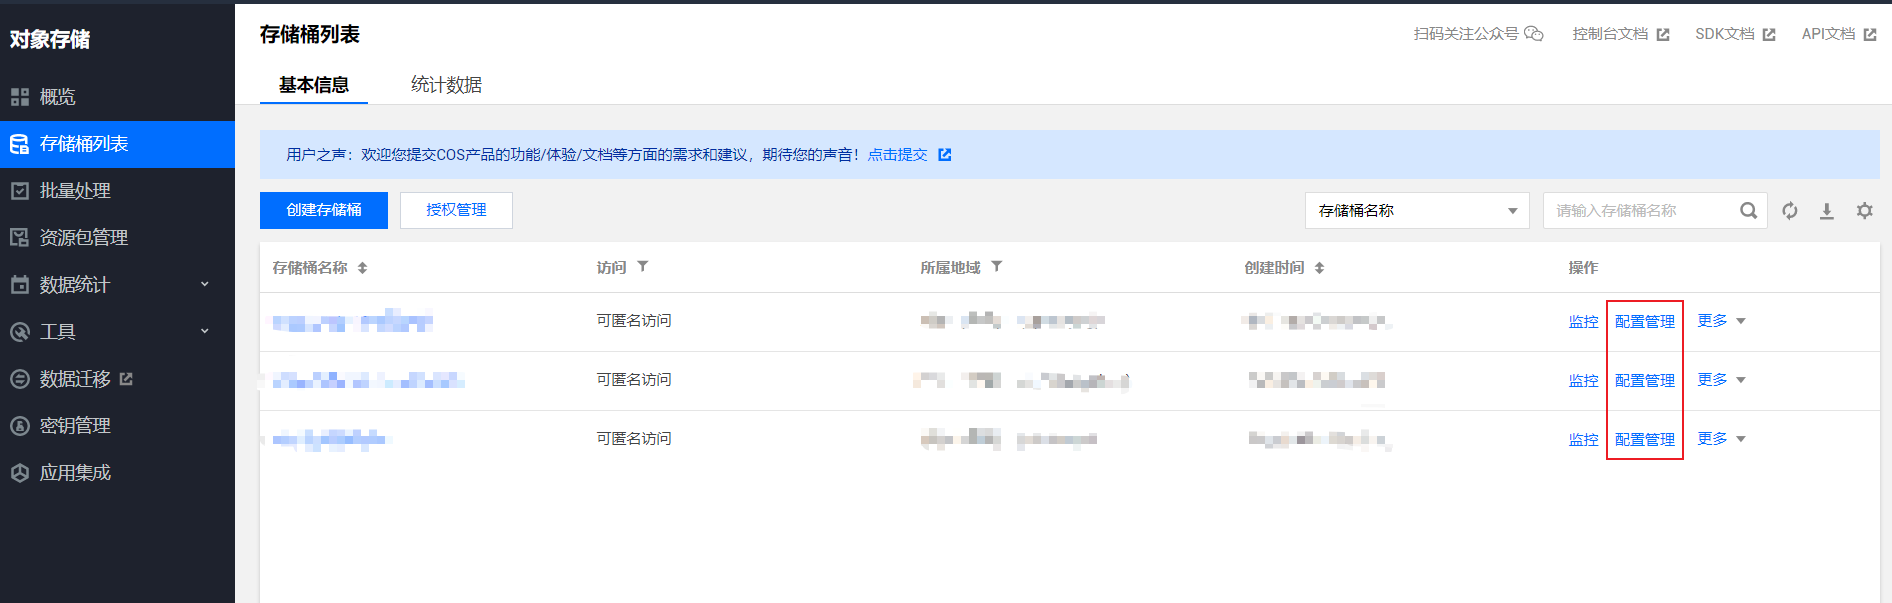 对象存储
概览
存储桶列表
批量处理
资源包管理
数据统计
工具
数据迁移
密钥管理
应用集成
存储桶列表
扫码关注公众号 控制台文档 SDK文档 API文档
基本信息 统计数据
用户之声：欢迎您提交COS产品的功能/体验/文档等方面的需求和建议，期待您的声音！点击提交
创建存储桶 授权管理 存储桶名称 请输入存储桶名称
存储桶名称 访问 所属地域 创建时间 操作
可匿名访问 监控 配置管理 更多
可匿名访问 监控 配置管理 更多
可匿名访问 监控 配置管理 更多